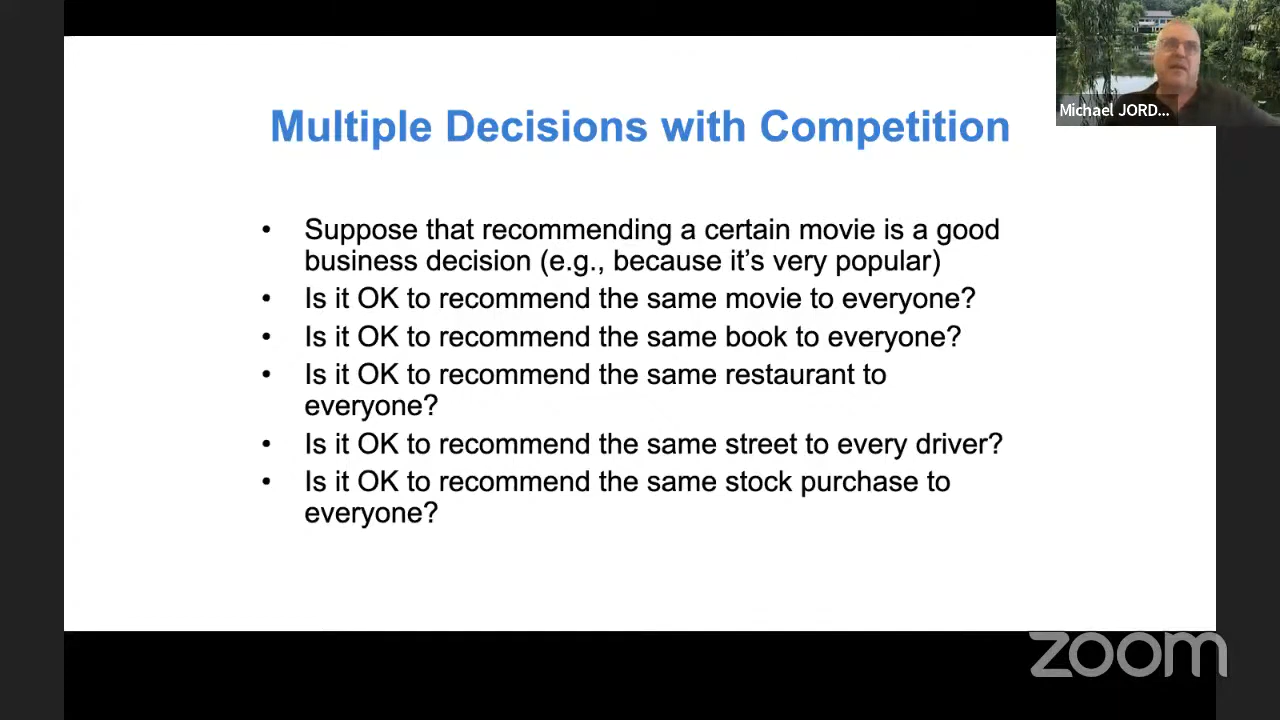 Michael JORD...
Multiple Decisions with Competition
• Suppose that recommending a certain movie is a good
business decision (e.g., because it’s very popular)
• Is it OK to recommend the same movie to everyone?
• Is it OK to recommend the same book to everyone?
• Is it OK to recommend the same restaurant to
everyone?
• Is it OK to recommend the same street to every driver?
• Is it OK to recommend the same stock purchase to
everyone?
zoom